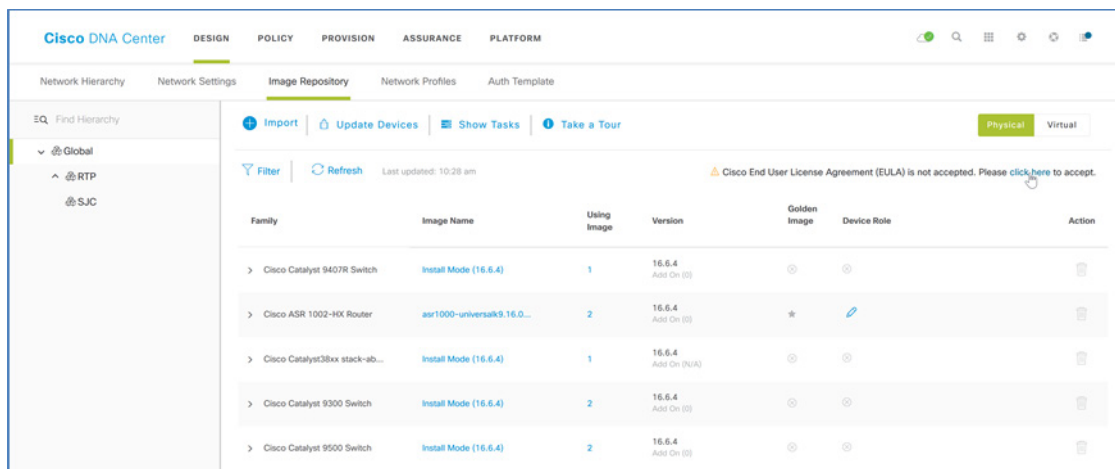 Cisco DNA Center DESIGN POLICY PROVISION ASSURANCE PLATFORM
Network Hierarchy Network Settings Image Repository Network Profiles Auth Template
Find Hierarchy
Global
RTP
SJC
Import Update Devices Show Tasks Take a Tour Physical Virtual
Filter Refresh Last updated: 10:28 am Cisco End User License Agreement (EULA) is not accepted. Please click here to accept.
Family Image Name Using Image Version Golden Image Device Role Action
Cisco Catalyst 9407R Switch Install Mode (16.6.4) 1 16.6.4
Add On (0)
Cisco ASR 1002-HX Router asr1000-universalk9.16.0... 2 16.6.4
Add On (0)
Cisco Catalyst38xx stack-ab... Install Mode (16.6.4) 1 16.6.4
Add On (N/A)
Cisco Catalyst 9300 Switch Install Mode (16.6.4) 2 16.6.4
Add On (0)
Cisco Catalyst 9500 Switch Install Mode (16.6.4) 2 16.6.4
Add On (0)